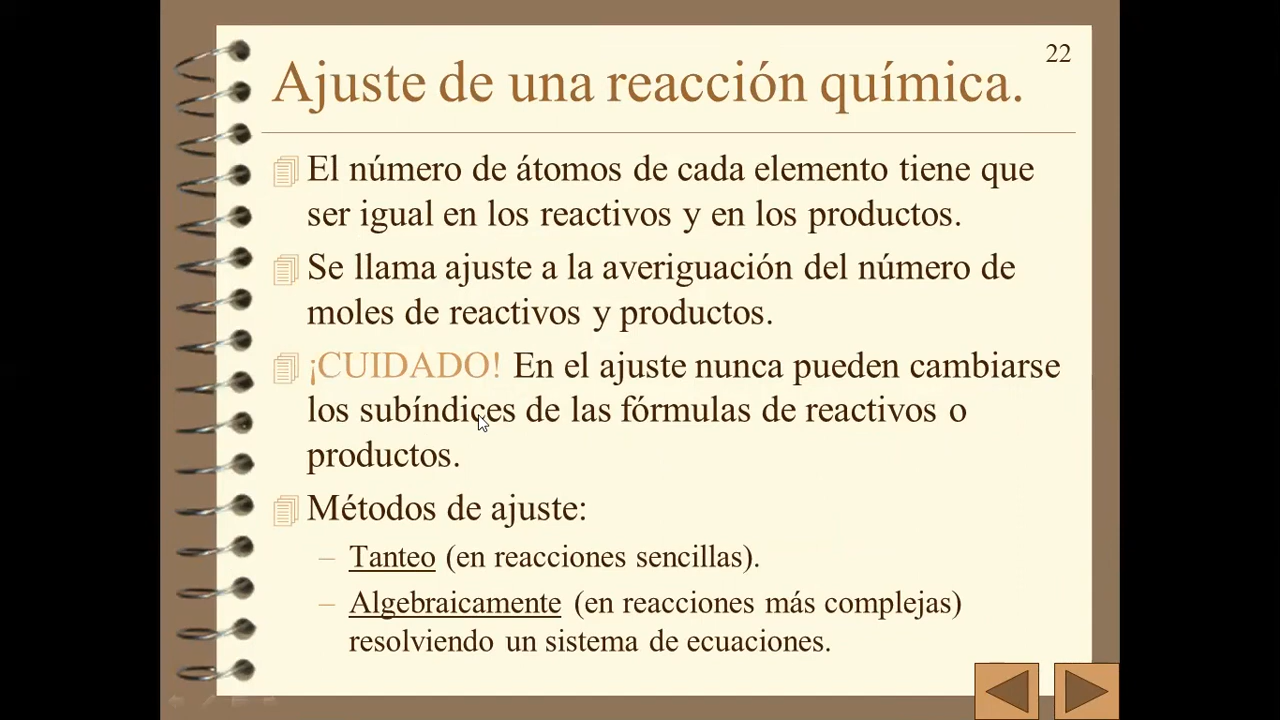 22
Ajuste de una reacción química.
El número de átomos de cada elemento tiene que
ser igual en los reactivos y en los productos.
Se llama ajuste a la averiguación del número de
moles de reactivos y productos.
¡CUIDADO! En el ajuste nunca pueden cambiarse
los subíndices de las fórmulas de reactivos o
productos.
Métodos de ajuste:
– Tanteo (en reacciones sencillas).
– Algebraicamente (en reacciones más complejas)
resolviendo un sistema de ecuaciones.